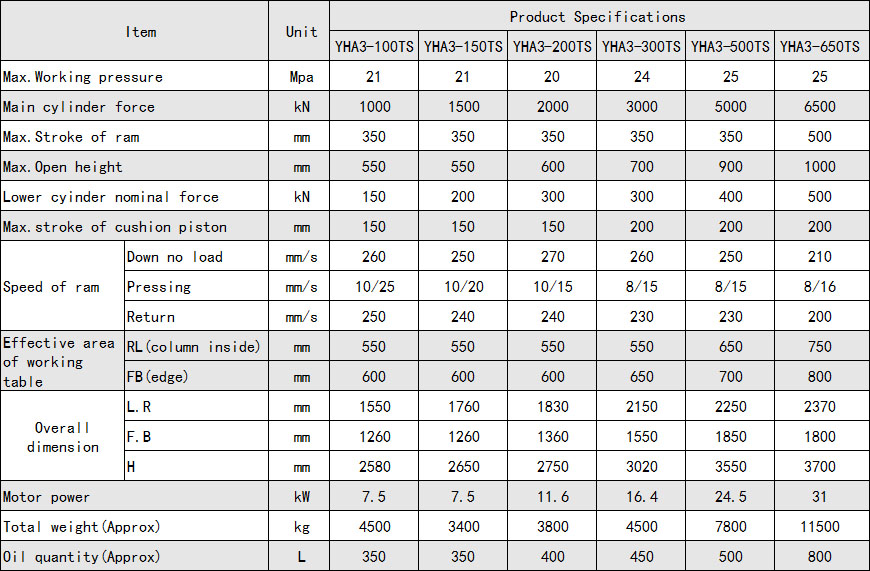 Item Unit Product Specifications
YHA3-100TS YHA3-150TS YHA3-200TS YHA3-300TS YHA3-500TS YHA3-650TS
Max.Working pressure Mpa 21 21 20 24 25 25
Main cylinder force kN 1000 1500 2000 3000 5000 6500
Max.Stroke of ram mm 350 350 350 350 350 500
Max.Open height mm 550 550 600 700 900 1000
Lower cyinder nominal force kN 150 200 300 300 400 500
Max.stroke of cushion piston mm 150 150 150 200 200 200
Speed of ram Down no load mm/s 260 250 270 260 250 210
Pressing mm/s 10/25 10/20 10/15 8/15 8/15 8/16
Return mm/s 250 240 240 230 230 200
Effective area
of working
table
RL(column inside) mm 550 550 550 550 650 750
FB(edge) mm 600 600 600 650 700 800
Overall
dimension
L.R mm 1550 1760 1830 2150 2250 2370
F.B mm 1260 1260 1360 1550 1850 1800
H mm 2580 2650 2750 3020 3550 3700
Motor power kW 7.5 7.5 11.6 16.4 24.5 31
Total weight(Approx) kg 4500 3400 3800 4500 7800 11500
Oil quantity(Approx) L 350 350 400 450 500 800